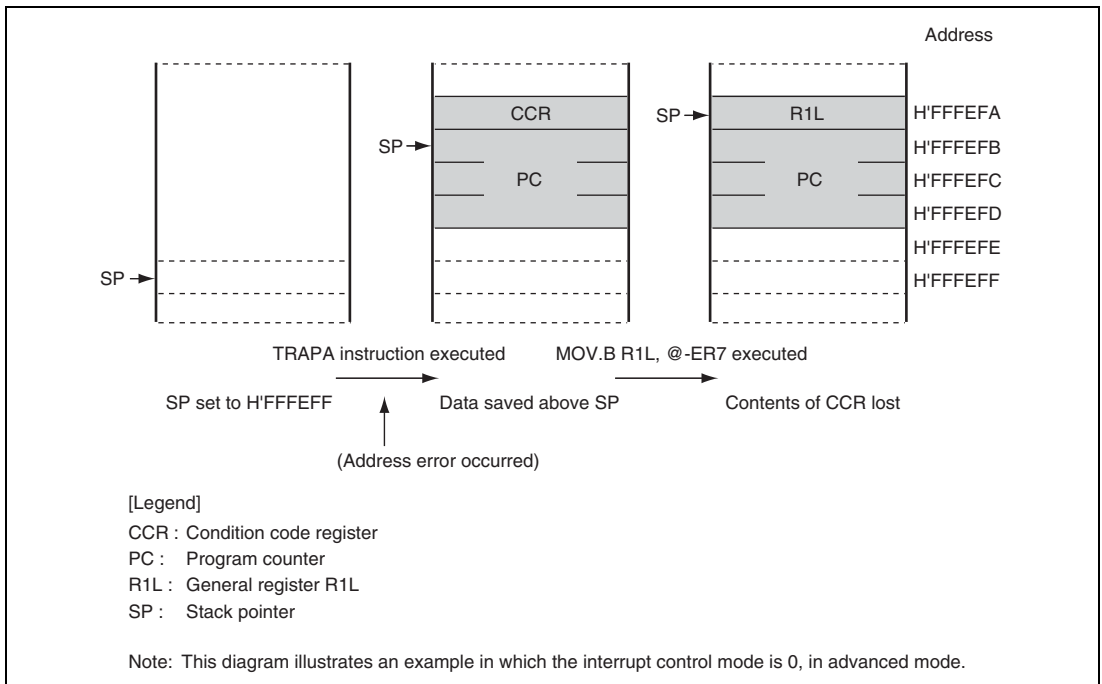 Address
CCR
SP
R1L
H'FFFEFA
SP
H'FFFEFB
PC
PC
H'FFFEFC
H'FFFEFD
H'FFFEFE
SP
H'FFFEFF
TRAPA instruction executed
MOV.B R1L, @-ER7 executed
SP set to H'FFFEFF
Data saved above SP
Contents of CCR lost
(Address error occurred)
[Legend]
CCR : Condition code register
PC : Program counter
R1L : General register R1L
SP : Stack pointer
Note: This diagram illustrates an example in which the interrupt control mode is 0, in advanced mode.